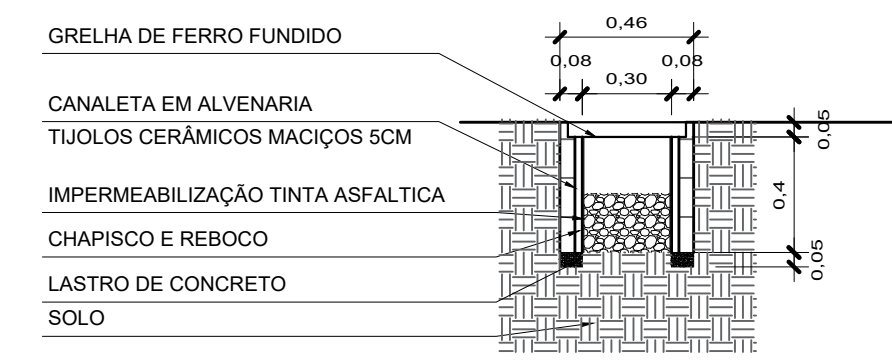 GRELHA DE FERRO FUNDIDO
CANALETA EM ALVENARIA
TIJOLOS CERÂMICOS MACIÇOS 5CM
IMPERMEABILIZAÇÃO TINTA ASFALTICA
CHAPISCO E REBOCO
LASTRO DE CONCRETO
SOLO
0,46
0,08 0,08
0,30
0,05
0,4
0,05